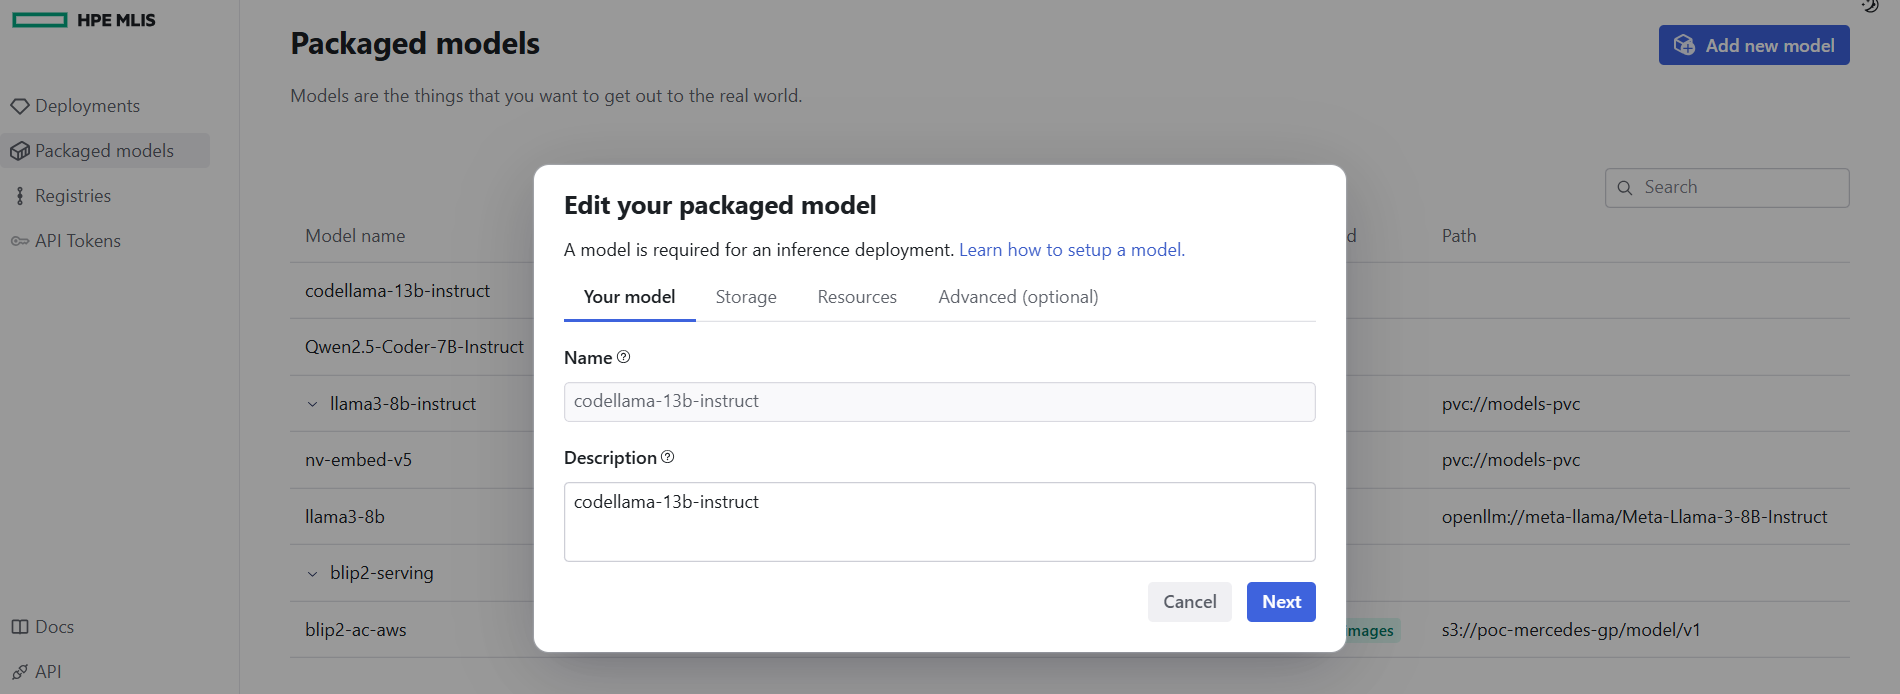 HPE MLIS
Deployments
Packaged models
Registries
API Tokens
Docs
API
Packaged models
Add new model
Models are the things that you want to get out to the real world.
Search
Model name
Path
codellama-13b-instruct
Qwen2.5-Coder-7B-Instruct
llama3-8b-instruct
pvc://models-pvc
nv-embed-v5
pvc://models-pvc
llama3-8b
openllm://meta-llama/Meta-Llama-3-8B-Instruct
blip2-serving
blip2-ac-aws
images
s3://poc-mercedes-gp/model/v1
Edit your packaged model
A model is required for an inference deployment. Learn how to setup a model.
Your model Storage Resources Advanced (optional)
Name
codellama-13b-instruct
Description
codellama-13b-instruct
Cancel Next